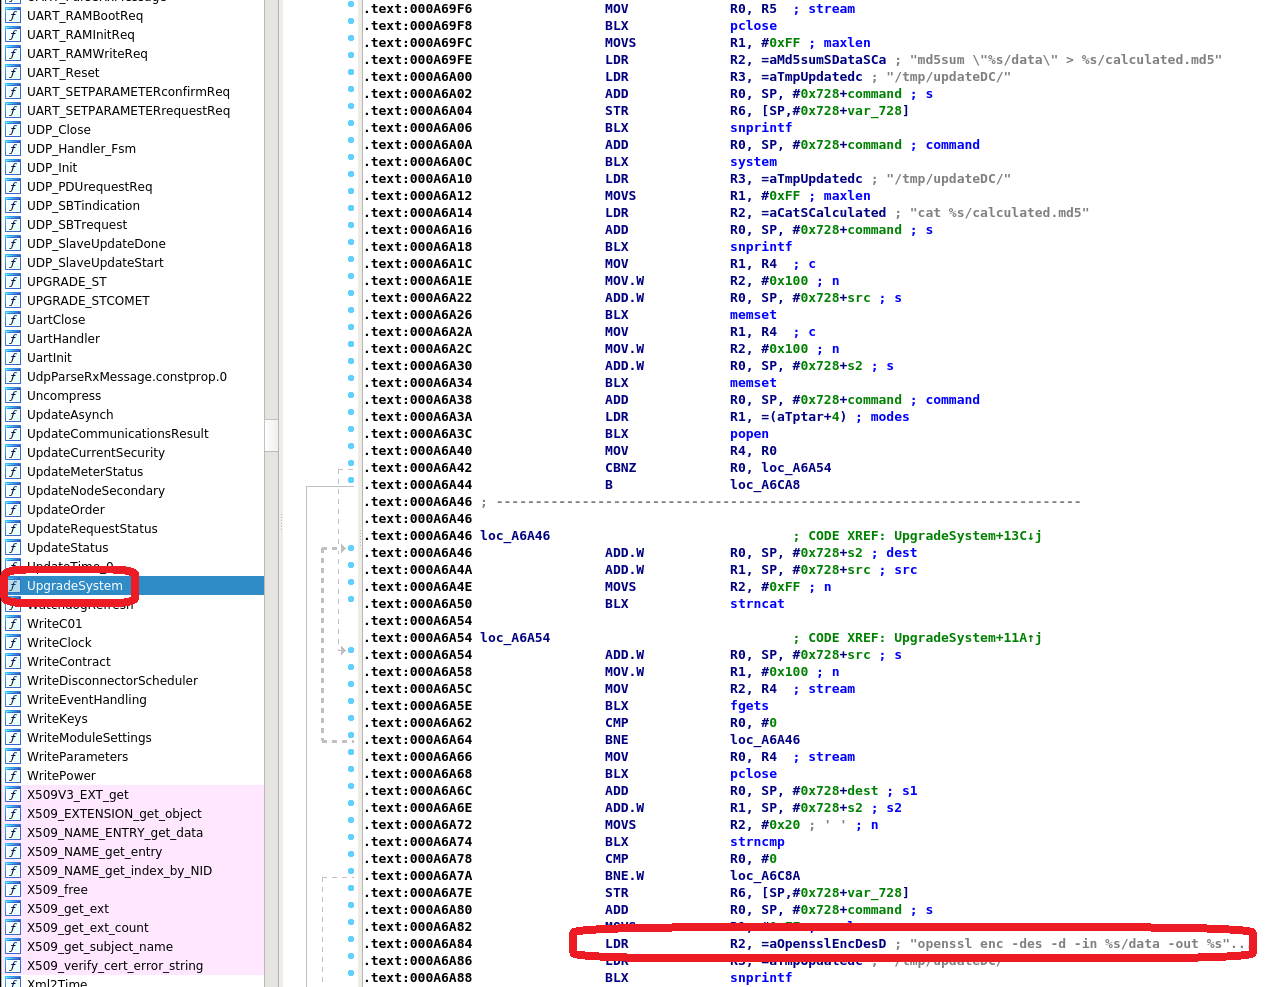 UART_RAMBootReq
UART_RAMInitReq
UART_RAMWriteReq
UART_Reset
UART_SETPARAMETERconfirmReq
UART_SETPARAMETERrequestReq
UDP_Close
UDP_Handler_Fsm
UDP_Init
UDP_PDUrequestReq
UDP_SBTindication
UDP_SBTrequest
UDP_SlaveUpdateDone
UDP_SlaveUpdateStart
UPGRADE_ST
UPGRADE_STCOMET
UartClose
UartHandler
UartInit
UdpParseRxMessage.constprop.0
Uncompress
UpdateAsynch
UpdateCommunicationsResult
UpdateCurrentSecurity
UpdateMeterStatus
UpdateNodeSecondary
UpdateOrder
UpdateRequestStatus
UpdateStatus
UpdateTime_0
UpgradeSystem
WatchdogRefresh
WriteC01
WriteClock
WriteContract
WriteDisconnectorScheduler
WriteEventHandling
WriteKeys
WriteModuleSettings
WriteParameters
WritePower
X509V3_EXT_get
X509_EXTENSION_get_object
X509_NAME_ENTRY_get_data
X509_NAME_get_entry
X509_NAME_get_index_by_NID
X509_free
X509_get_ext
X509_get_ext_count
X509_get_subject_name
X509_verify_cert_error_string
Xml2Time
.text:000A69F6 MOV R0, R5 ; stream
.text:000A69F8 BLX pclose
.text:000A69FC MOVS R1, #0xFF ; maxlen
.text:000A69FE LDR R2, =aMd5sumSDataSCa ; "md5sum \"%s/data\" > %s/calculated.md5"
.text:000A6A00 LDR R3, =aTmpUpdatedc ; "/tmp/updateDC/"
.text:000A6A02 ADD R0, SP, #0x728+command ; s
.text:000A6A04 STR R6, [SP,#0x728+var_728]
.text:000A6A06 BLX snprintf
.text:000A6A0A ADD R0, SP, #0x728+command ; command
.text:000A6A0C BLX system
.text:000A6A10 LDR R3, =aTmpUpdatedc ; "/tmp/updateDC/"
.text:000A6A12 MOVS R1, #0xFF ; maxlen
.text:000A6A14 LDR R2, =aCatSCalculated ; "cat %s/calculated.md5"
.text:000A6A16 ADD R0, SP, #0x728+command ; s
.text:000A6A18 BLX snprintf
.text:000A6A1C MOV R1, R4 ; c
.text:000A6A1E MOV.W R2, #0x100 ; n
.text:000A6A22 ADD.W R0, SP, #0x728+src ; s
.text:000A6A26 BLX memset
.text:000A6A2A MOV R1, R4 ; c
.text:000A6A2C MOV.W R2, #0x100 ; n
.text:000A6A30 ADD.W R0, SP, #0x728+s2 ; s
.text:000A6A34 BLX memset
.text:000A6A38 ADD R0, SP, #0x728+command ; command
.text:000A6A3A LDR R1, =(aTptar+4) ; modes
.text:000A6A3C BLX popen
.text:000A6A40 MOV R4, R0
.text:000A6A42 CBNZ R0, loc_A6A54
.text:000A6A44 B loc_A6CA8
.text:000A6A46 ; ---------------------------------------------------------------------------
.text:000A6A46
.text:000A6A46 loc_A6A46 ; CODE XREF: UpgradeSystem+13C↓j
.text:000A6A46 ADD.W R0, SP, #0x728+s2 ; dest
.text:000A6A4A ADD.W R1, SP, #0x728+src ; src
.text:000A6A4E MOVS R2, #0xFF ; n
.text:000A6A50 BLX strncat
.text:000A6A54
.text:000A6A54 loc_A6A54 ; CODE XREF: UpgradeSystem+11A↑j
.text:000A6A54 ADD.W R0, SP, #0x728+src ; s
.text:000A6A58 MOV.W R1, #0x100 ; n
.text:000A6A5C MOV R2, R4 ; stream
.text:000A6A5E BLX fgets
.text:000A6A62 CMP R0, #0
.text:000A6A64 BNE loc_A6A46
.text:000A6A66 MOV R0, R4 ; stream
.text:000A6A68 BLX pclose
.text:000A6A6C ADD R0, SP, #0x728+dest ; s1
.text:000A6A6E ADD.W R1, SP, #0x728+s2 ; s2
.text:000A6A72 MOVS R2, #0x20 ; ' ' ; n
.text:000A6A74 BLX strncmp
.text:000A6A78 CMP R0, #0
.text:000A6A7A BNE.W loc_A6C8A
.text:000A6A7E STR R6, [SP,#0x728+var_728]
.text:000A6A80 ADD R0, SP, #0x728+command ; s
.text:000A6A82 MOVS
.text:000A6A84 LDR R2, =aOpensslEncDesD ; "openssl enc -des -d -in %s/data -out %s"...
.text:000A6A86 LDR R3, =aTmpUpdatedc ; "/tmp/updateDC/"
.text:000A6A88 BLX snprintf